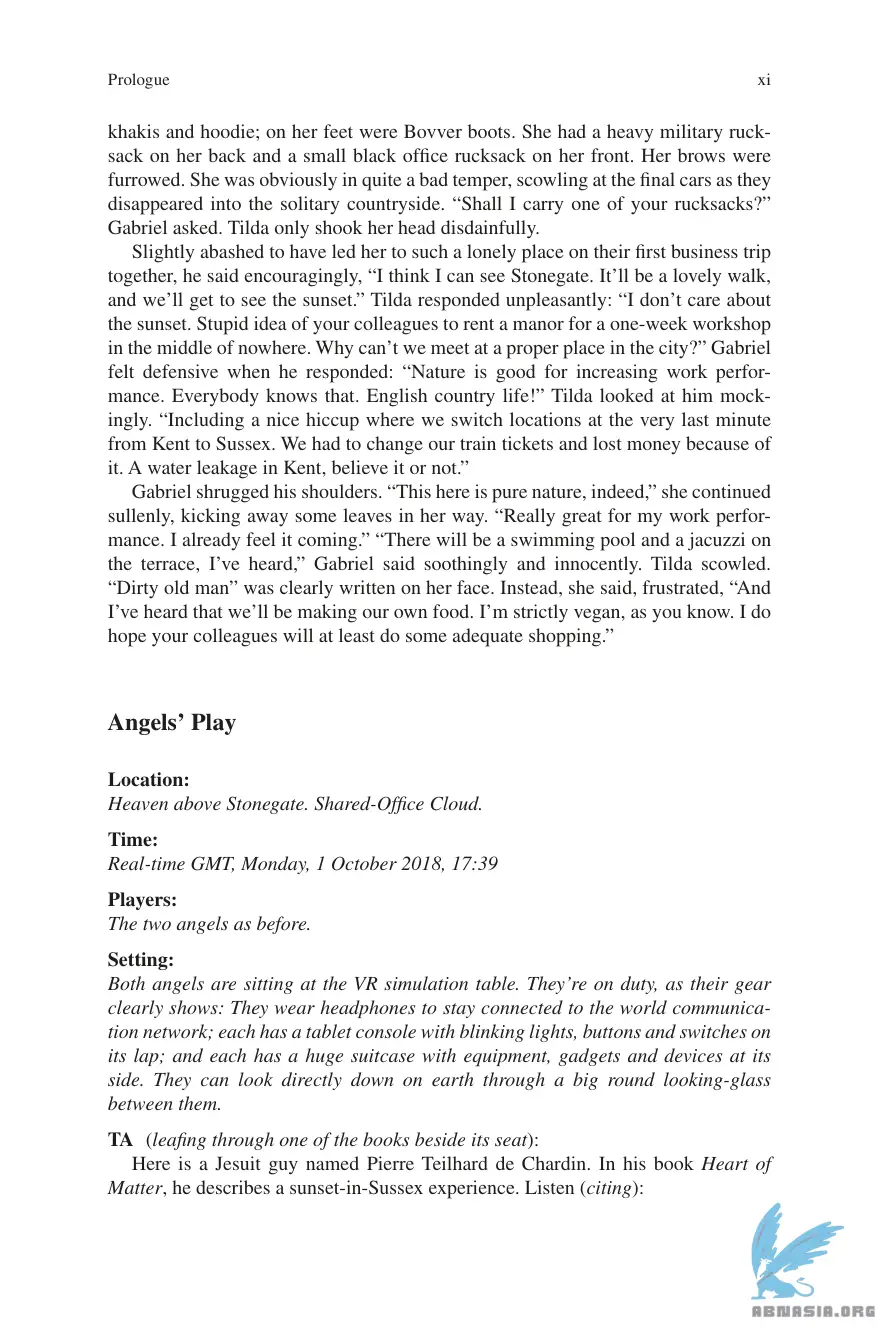 Prologue xi
khakis and hoodie; on her feet were Bovver boots. She had a heavy military ruck-
sack on her back and a small black office rucksack on her front. Her brows were
furrowed. She was obviously in quite a bad temper, scowling at the final cars as they
disappeared into the solitary countryside. “Shall I carry one of your rucksacks?”
Gabriel asked. Tilda only shook her head disdainfully.
Slightly abashed to have led her to such a lonely place on their first business trip
together, he said encouragingly, “I think I can see Stonegate. It’ll be a lovely walk,
and we’ll get to see the sunset.” Tilda responded unpleasantly: “I don’t care about
the sunset. Stupid idea of your colleagues to rent a manor for a one-week workshop
in the middle of nowhere. Why can’t we meet at a proper place in the city?” Gabriel
felt defensive when he responded: “Nature is good for increasing work perfor-
mance. Everybody knows that. English country life!” Tilda looked at him mock-
ingly. “Including a nice hiccup where we switch locations at the very last minute
from Kent to Sussex. We had to change our train tickets and lost money because of
it. A water leakage in Kent, believe it or not.”
Gabriel shrugged his shoulders. “This here is pure nature, indeed,” she continued
sullenly, kicking away some leaves in her way. “Really great for my work perfor-
mance. I already feel it coming.” “There will be a swimming pool and a jacuzzi on
the terrace, I’ve heard,” Gabriel said soothingly and innocently. Tilda scowled.
“Dirty old man” was clearly written on her face. Instead, she said, frustrated, “And
I’ve heard that we’ll be making our own food. I’m strictly vegan, as you know. I do
hope your colleagues will at least do some adequate shopping.”
Angels’ Play
Location:
Heaven above Stonegate. Shared-Office Cloud.
Time:
Real-time GMT, Monday, 1 October 2018, 17:39
Players:
The two angels as before.
Setting:
Both angels are sitting at the VR simulation table. They’re on duty, as their gear
clearly shows: They wear headphones to stay connected to the world communica-
tion network; each has a tablet console with blinking lights, buttons and switches on
its lap; and each has a huge suitcase with equipment, gadgets and devices at its
side. They can look directly down on earth through a big round looking-glass
between them.
TA (leafing through one of the books beside its seat):
Here is a Jesuit guy named Pierre Teilhard de Chardin. In his book Heart of
Matter, he describes a sunset-in-Sussex experience. Listen (citing):
ABNASIA.ORG